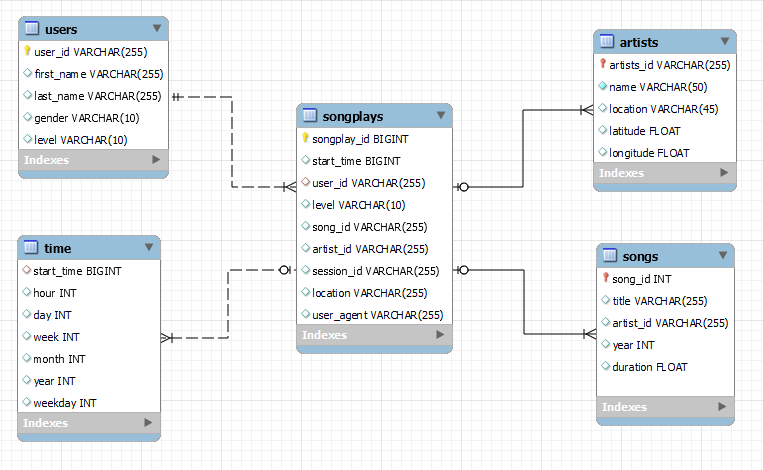 users
user_id VARCHAR(255)
first_name VARCHAR(255)
last_name VARCHAR(255)
gender VARCHAR(10)
level VARCHAR(10)
Indexes
time
start_time BIGINT
hour INT
day INT
week INT
month INT
year INT
weekday INT
Indexes
songplays
songplay_id BIGINT
start_time BIGINT
user_id VARCHAR(255)
level VARCHAR(10)
song_id VARCHAR(255)
artist_id VARCHAR(255)
session_id VARCHAR(255)
location VARCHAR(255)
user_agent VARCHAR(255)
Indexes
artists
artists_id VARCHAR(255)
name VARCHAR(50)
location VARCHAR(45)
latitude FLOAT
longitude FLOAT
Indexes
songs
song_id INT
title VARCHAR(255)
artist_id VARCHAR(255)
year INT
duration FLOAT
Indexes